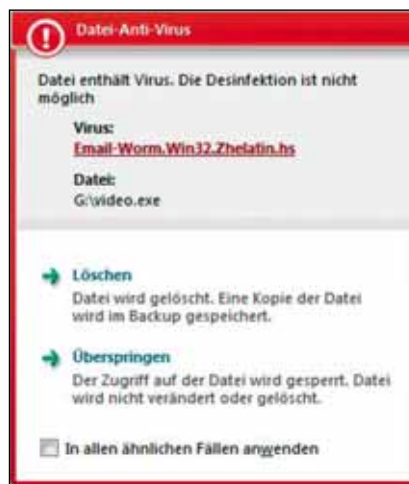 Datei-Anti-Virus
Datei enthält Virus. Die Desinfektion ist nicht
möglich
Virus:
Email-Worm.Win32.Zhelatin.hs
Datei:
G:\video.exe
Löschen
Datei wird gelöscht. Eine Kopie der Datei
wird im Backup gespeichert.
Überspringen
Der Zugriff auf der Datei wird gesperrt. Datei
wird nicht verändert oder gelöscht.
In allen ähnlichen Fällen anwenden